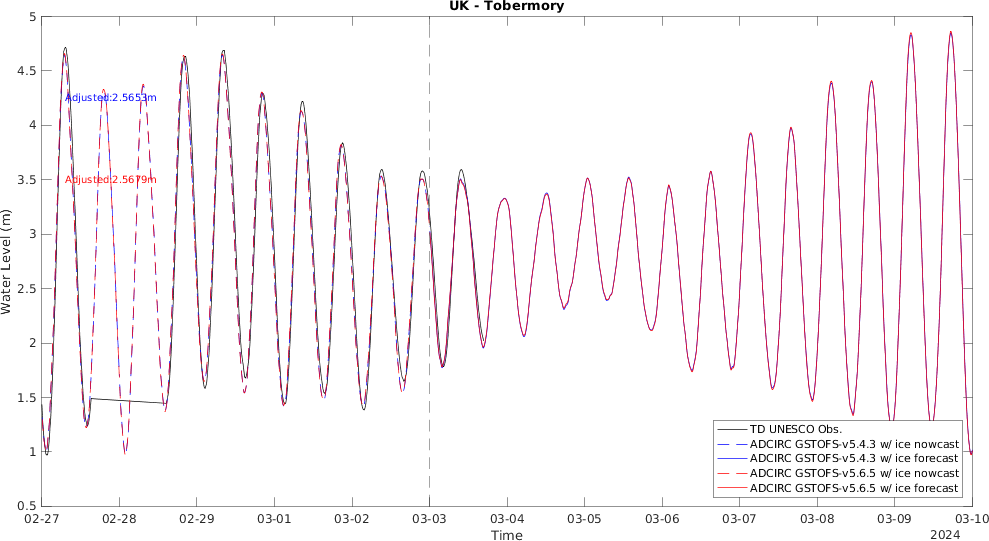 UK - Tobermory
5
4.5
4
3.5
3
2.5
2
1.5
1
0.5
Water Level (m)
Adjusted:2.5653m
Adjusted:2.5679m
TD UNESCO Obs.
ADCIRC GSTOFS-v5.4.3 w/ ice nowcast
ADCIRC GSTOFS-v5.4.3 w/ ice forecast
ADCIRC GSTOFS-v5.6.5 w/ ice nowcast
ADCIRC GSTOFS-v5.6.5 w/ ice forecast
02-27 02-28 02-29 03-01 03-02 03-03 03-04 03-05 03-06 03-07 03-08 03-09 03-10
Time
2024